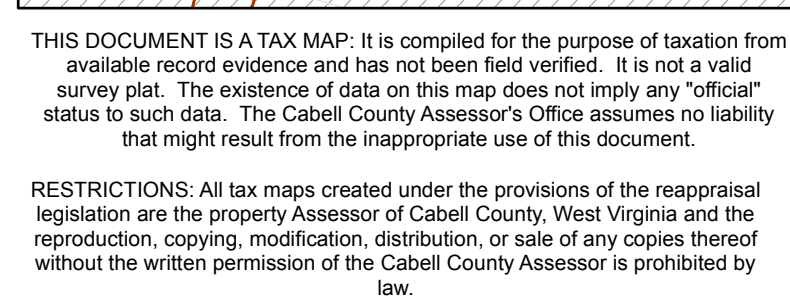 THIS DOCUMENT IS A TAX MAP: It is compiled for the purpose of taxation from
available record evidence and has not been field verified. It is not a valid
survey plat. The existence of data on this map does not imply any "official"
status to such data. The Cabell County Assessor's Office assumes no liability
that might result from the inappropriate use of this document.
RESTRICTIONS: All tax maps created under the provisions of the reappraisal
legislation are the property Assessor of Cabell County, West Virginia and the
reproduction, copying, modification, distribution, or sale of any copies thereof
without the written permission of the Cabell County Assessor is prohibited by
law.